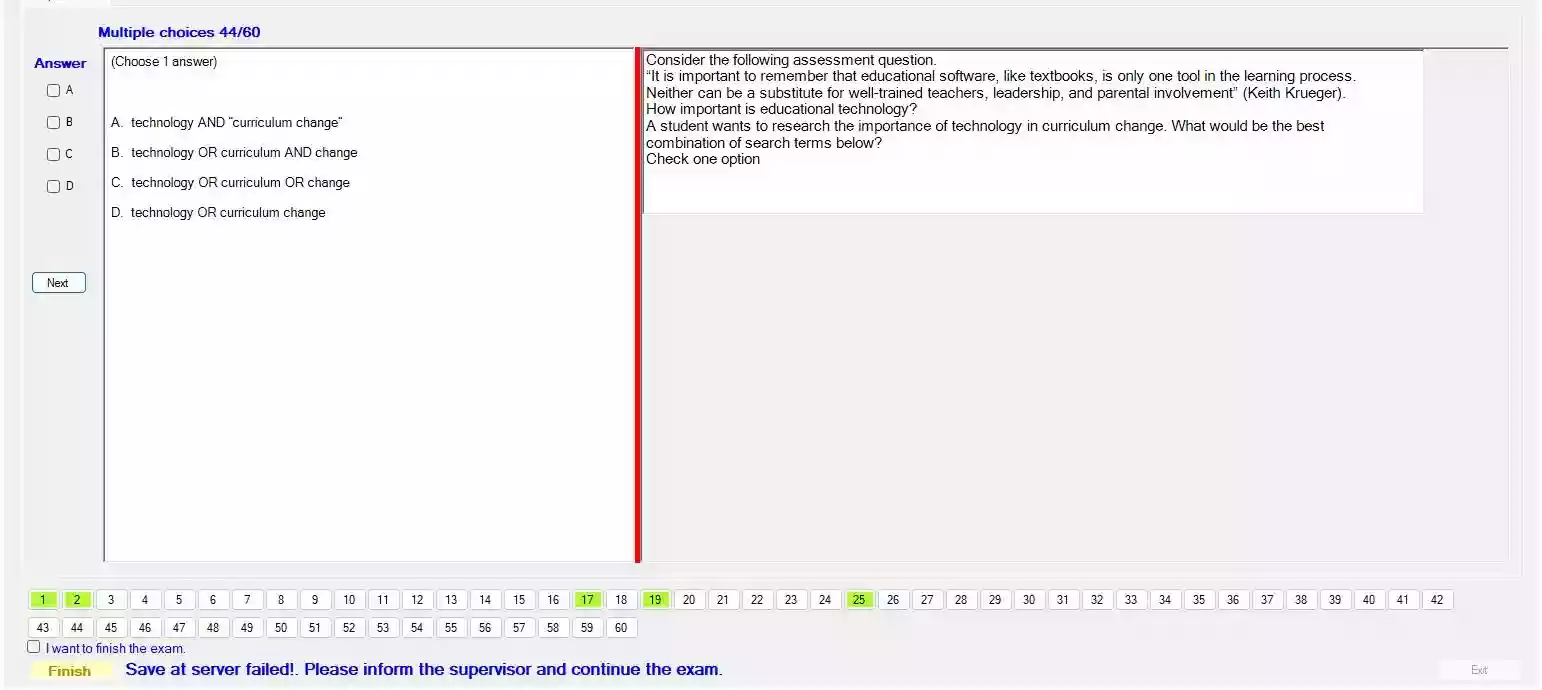 Multiple choices 44/60
Answer
A
B
C
D
Next
(Choose 1 answer)
A. technology AND "curriculum change"
B. technology OR curriculum AND change
C. technology OR curriculum OR change
D. technology OR curriculum change
Consider the following assessment question.
“It is important to remember that educational software, like textbooks, is only one tool in the learning process.
Neither can be a substitute for well-trained teachers, leadership, and parental involvement” (Keith Krueger).
How important is educational technology?
A student wants to research the importance of technology in curriculum change. What would be the best
combination of search terms below?
Check one option
1 2 3 4 5 6 7 8 9 10 11 12 13 14 15 16 17 18 19 20 21 22 23 24 25 26 27 28 29 30 31 32 33 34 35 36 37 38 39 40 41 42
43 44 45 46 47 48 49 50 51 52 53 54 55 56 57 58 59 60
I want to finish the exam.
Finish Save at server failed!. Please inform the supervisor and continue the exam.
Exit